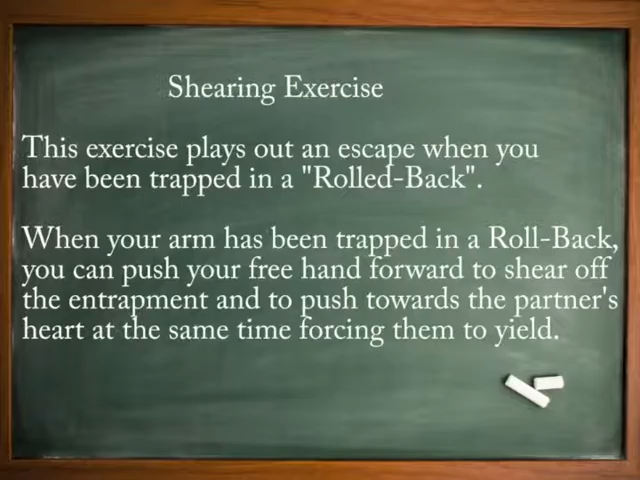 Shearing Exercise
This exercise plays out an escape when you
have been trapped in a "Rolled-Back".
When your arm has been trapped in a Roll-Back,
you can push your free hand forward to shear off
the entrapment and to push towards the partner's
heart at the same time forcing them to yield.